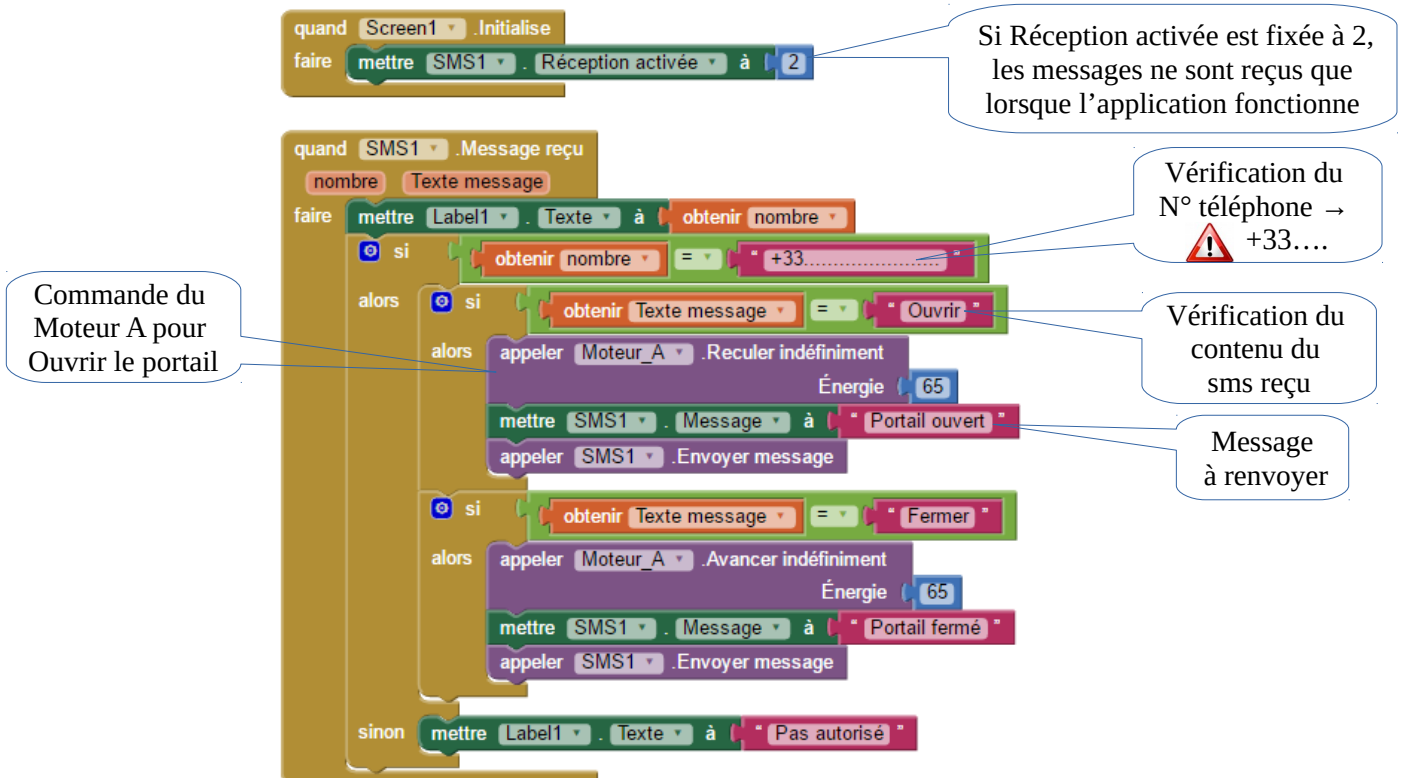 quand Screen1 .Initialise
faire mettre SMS1 . Réception activée à 2
Si Réception activée est fixée à 2,
les messages ne sont reçus que
lorsque l’application fonctionne
quand SMS1 .Message reçu
nombre Texte message
faire mettre Label1 . Texte à obtenir nombre
si obtenir nombre = “ +33...................... ”
Vérification du
N° téléphone →
+33….
alors si obtenir Texte message = “ Ouvrir ”
Vérification du
contenu du
sms reçu
Commande du
Moteur A pour
Ouvrir le portail
alors appeler Moteur_A .Reculer indéfiniment
Énergie 65
mettre SMS1 . Message à “ Portail ouvert ”
appeler SMS1 .Envoyer message
Message
à renvoyer
si obtenir Texte message = “ Fermer ”
alors appeler Moteur_A .Avancer indéfiniment
Énergie 65
mettre SMS1 . Message à “ Portail fermé ”
appeler SMS1 .Envoyer message
sinon mettre Label1 . Texte à “ Pas autorisé ”